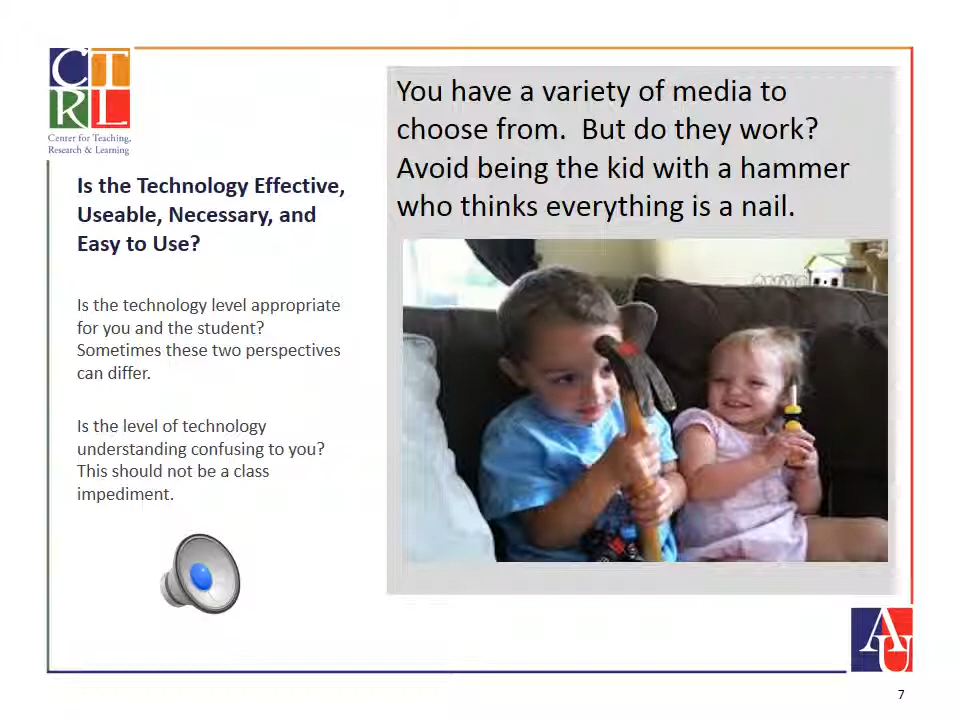 CT
RL
Center for Teaching,
Research & Learning
Is the Technology Effective,
Useable, Necessary, and
Easy to Use?
Is the technology level appropriate
for you and the student?
Sometimes these two perspectives
can differ.
Is the level of technology
understanding confusing to you?
This should not be a class
impediment.
You have a variety of media to
choose from.  But do they work?
Avoid being the kid with a hammer
who thinks everything is a nail.
AU
7